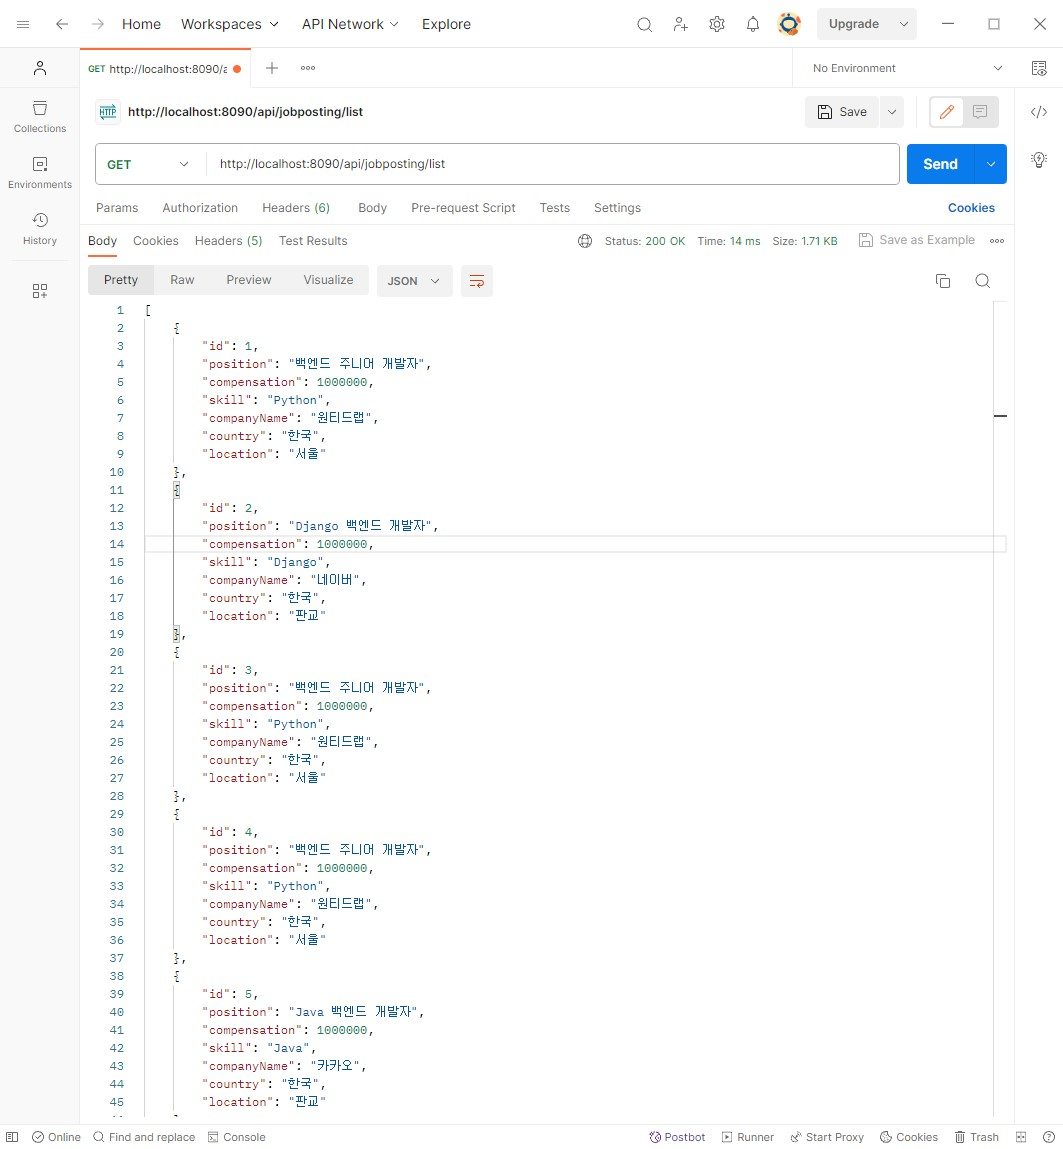 Home Workspaces API Network Explore Upgrade
GET http://localhost:8090/a No Environment
HTTP http://localhost:8090/api/jobposting/list Save
GET http://localhost:8090/api/jobposting/list Send
Params Authorization Headers (6) Body Pre-request Script Tests Settings Cookies
Body Cookies Headers (5) Test Results Status: 200 OK Time: 14 ms Size: 1.71 KB Save as Example
Pretty Raw Preview Visualize JSON
Collections
Environments
History
1 [
2 {
3 "id": 1,
4 "position": "백엔드 주니어 개발자",
5 "compensation": 1000000,
6 "skill": "Python",
7 "companyName": "원티드랩",
8 "country": "한국",
9 "location": "서울"
10 },
11 {
12 "id": 2,
13 "position": "Django 백엔드 개발자",
14 "compensation": 1000000,
15 "skill": "Django",
16 "companyName": "네이버",
17 "country": "한국",
18 "location": "판교"
19 },
20 {
21 "id": 3,
22 "position": "백엔드 주니어 개발자",
23 "compensation": 1000000,
24 "skill": "Python",
25 "companyName": "원티드랩",
26 "country": "한국",
27 "location": "서울"
28 },
29 {
30 "id": 4,
31 "position": "백엔드 주니어 개발자",
32 "compensation": 1000000,
33 "skill": "Python",
34 "companyName": "원티드랩",
35 "country": "한국",
36 "location": "서울"
37 },
38 {
39 "id": 5,
40 "position": "Java 백엔드 개발자",
41 "compensation": 1000000,
42 "skill": "Java",
43 "companyName": "카카오",
44 "country": "한국",
45 "location": "판교"
Online Find and replace Console Postbot Runner Start Proxy Cookies Trash